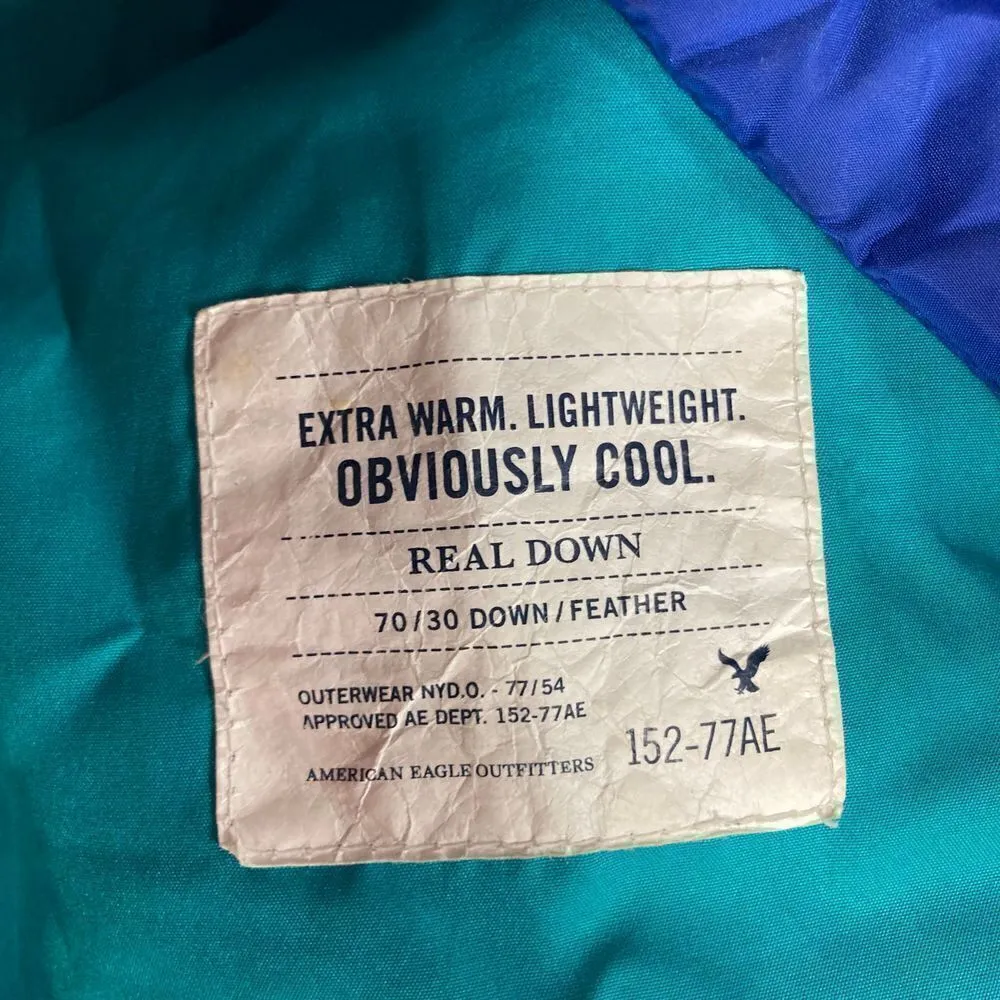 EXTRA WARM. LIGHTWEIGHT.
OBVIOUSLY COOL.
REAL DOWN
70/30 DOWN/FEATHER
OUTERWEAR NYD.O. - 77/54
APPROVED AE DEPT. 152-77AE
152-77AE
AMERICAN EAGLE OUTFITTERS